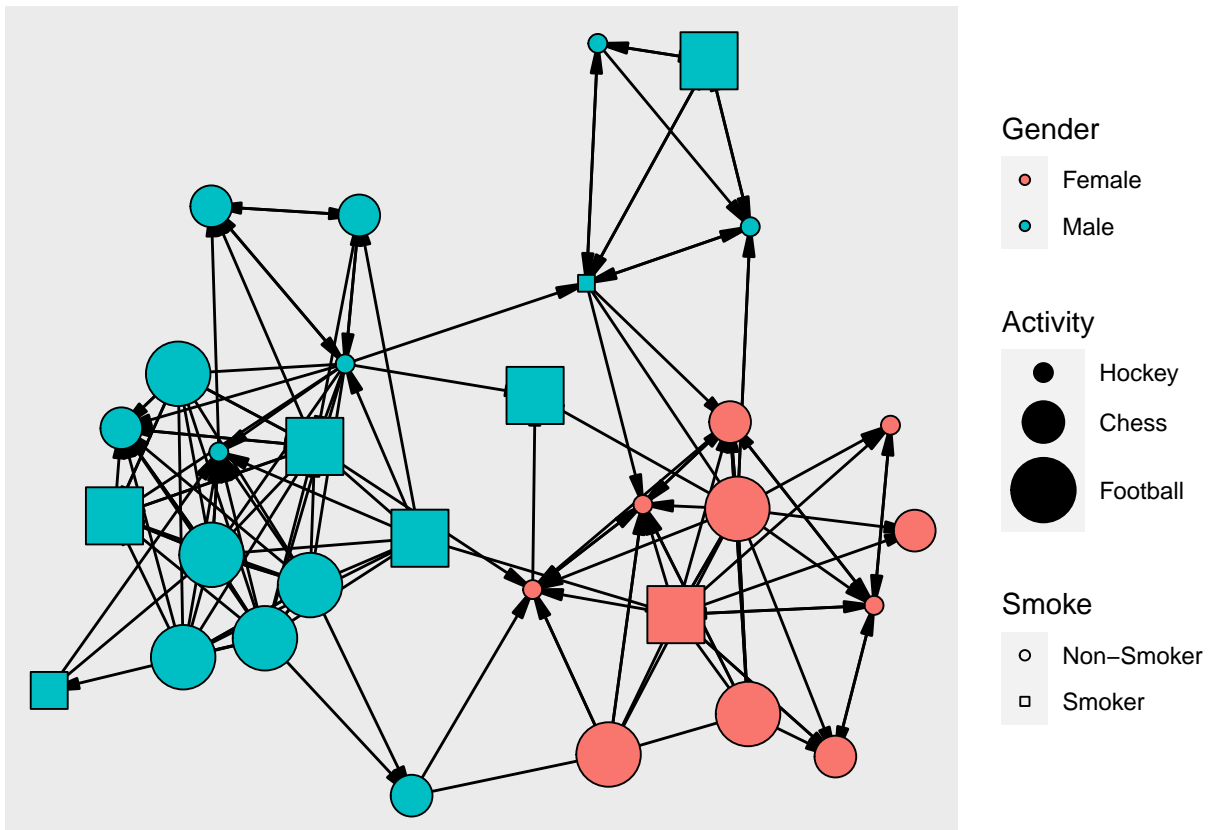 Gender
Female
Male
Activity
Hockey
Chess
Football
Smoke
Non−Smoker
Smoker